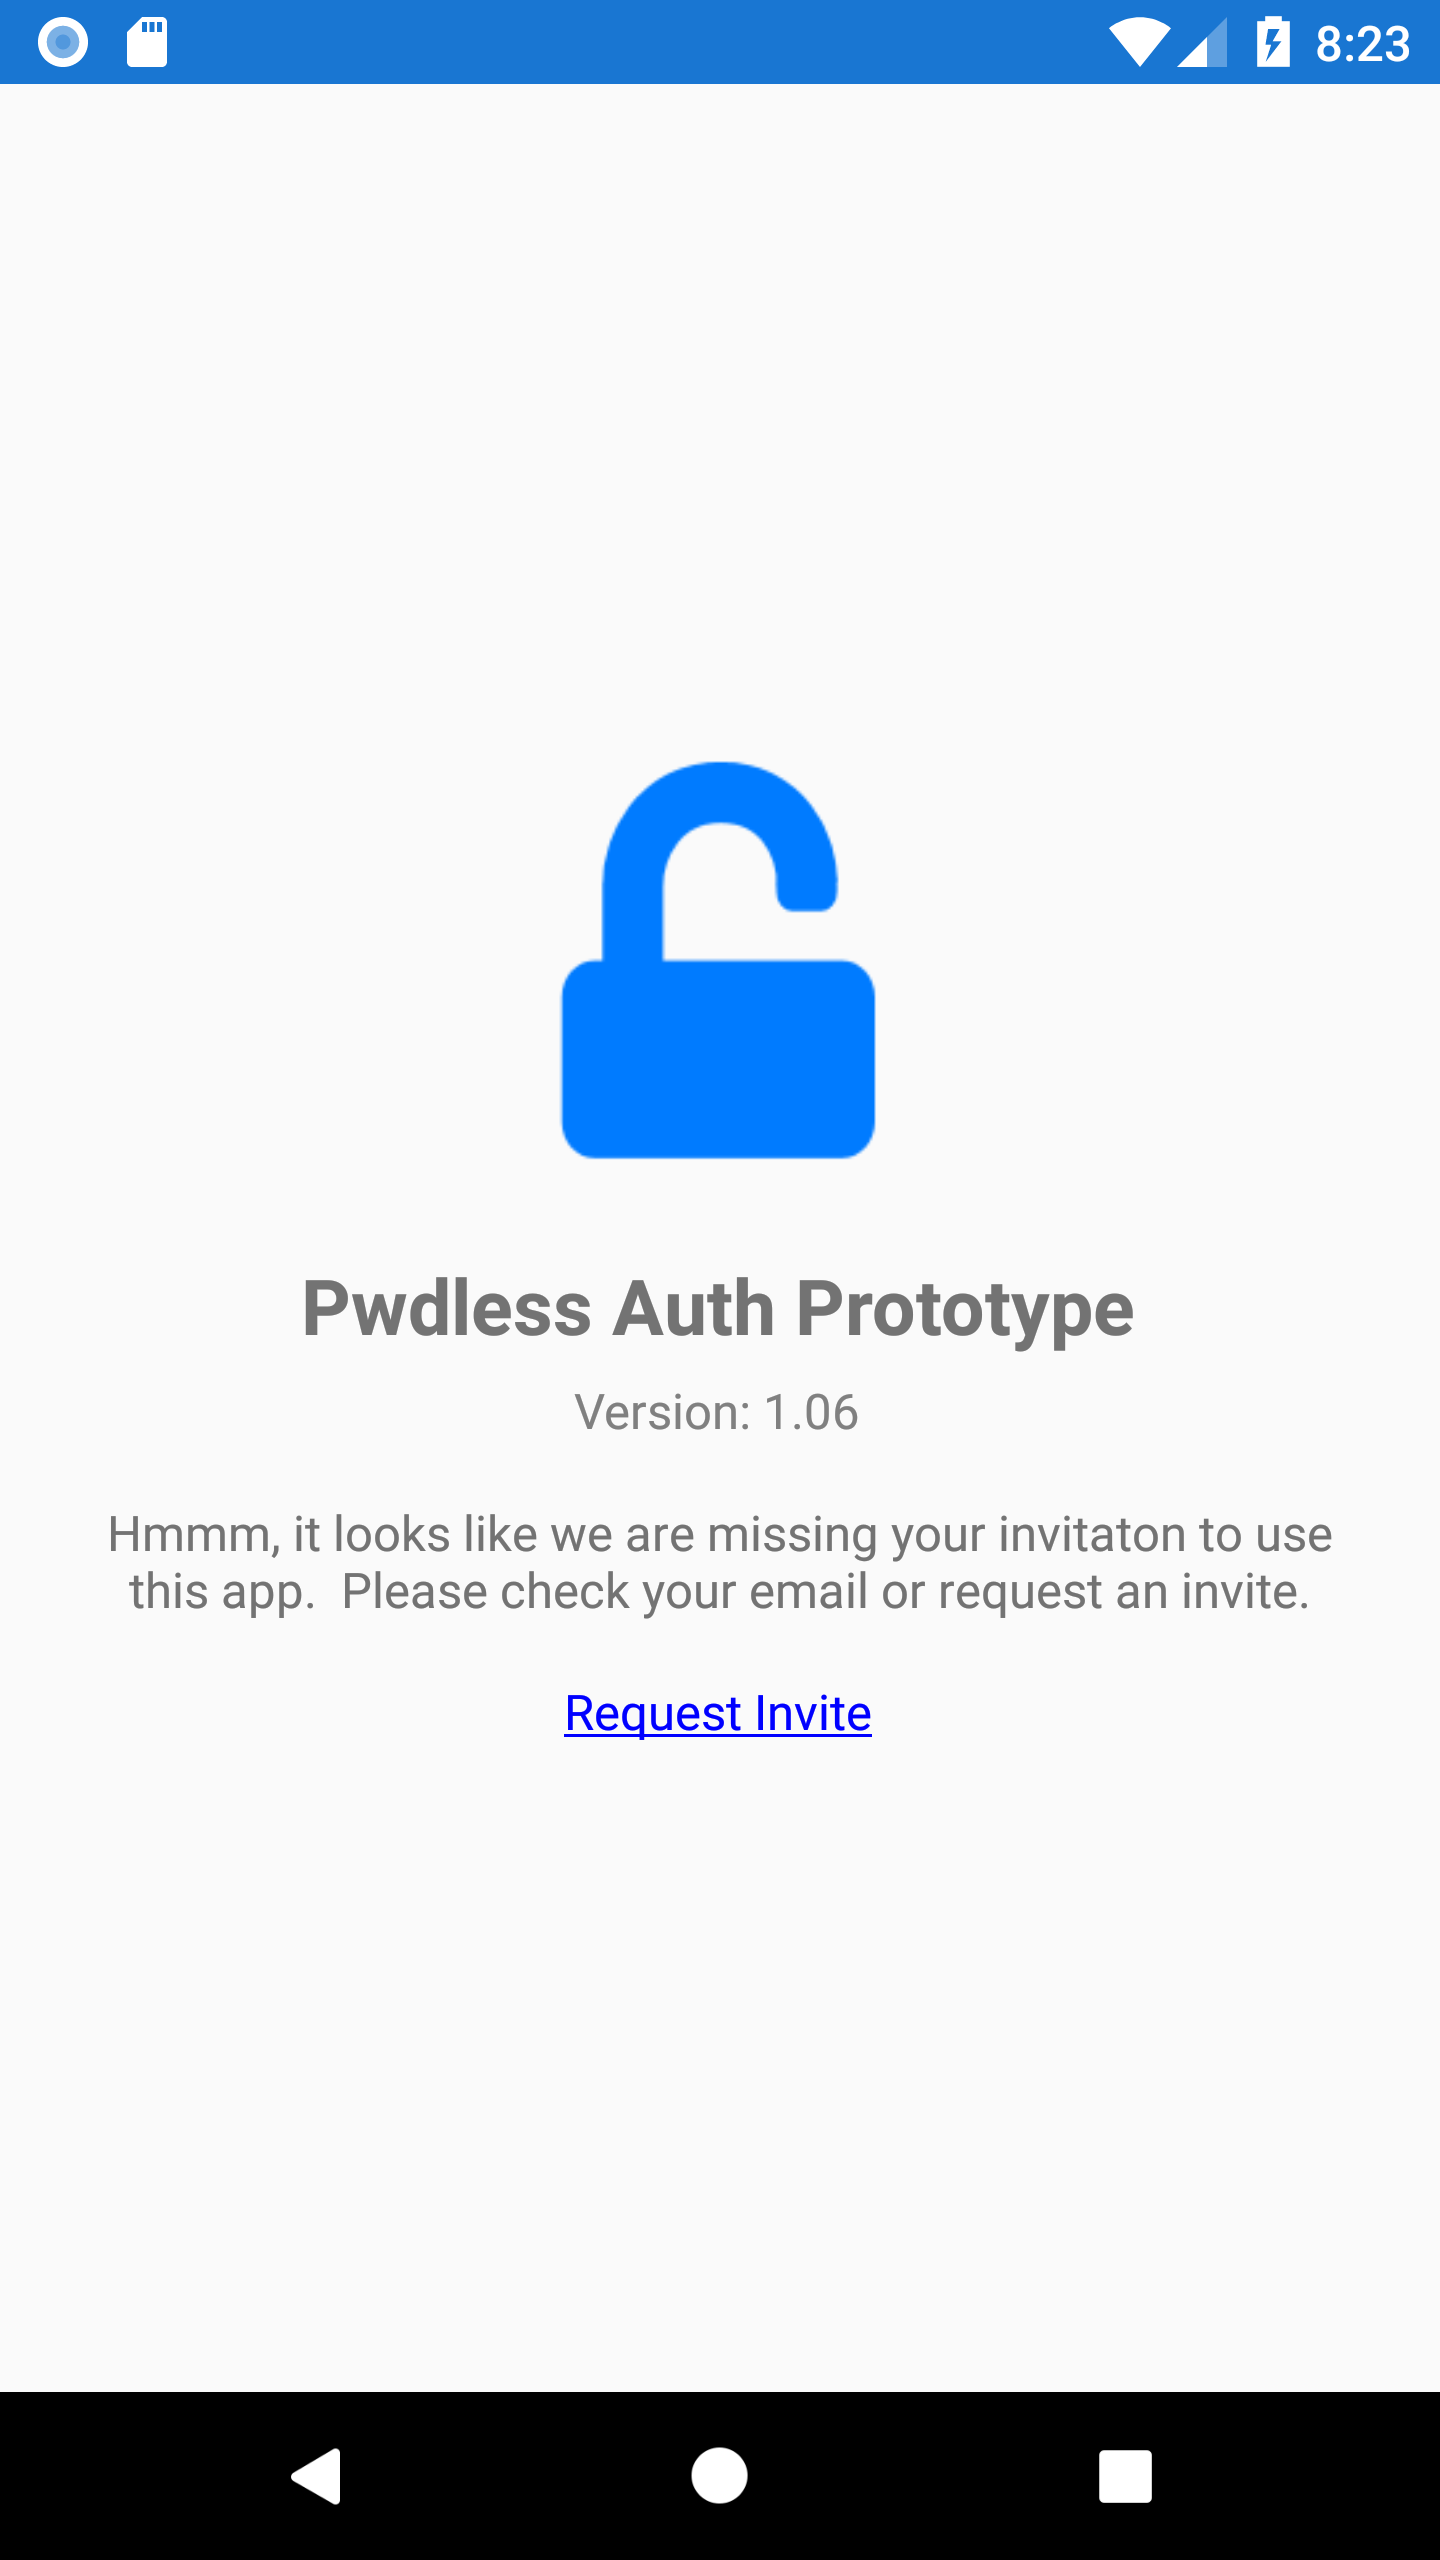 8:23
Pwdless Auth Prototype
Version: 1.06
Hmmm, it looks like we are missing your invitaton to use
this app.  Please check your email or request an invite.
Request Invite